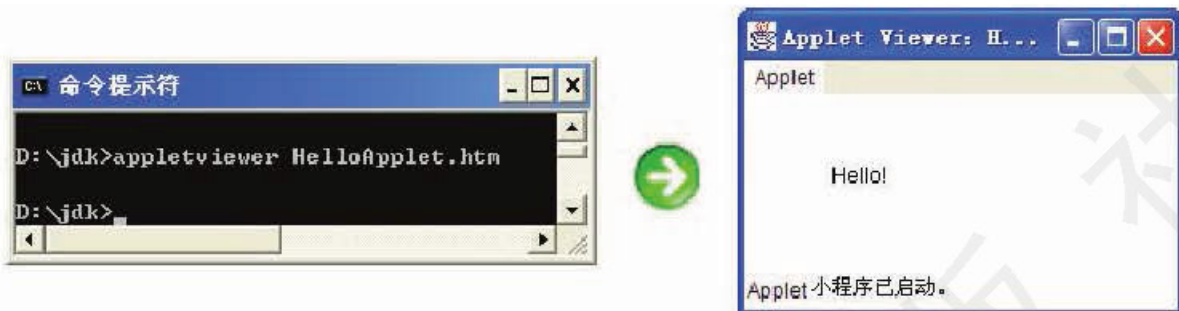 命令提示符
D:\jdk>appletviewer HelloApplet.htm
D:\jdk>
Applet Viewer: H...
Applet
Hello!
Applet 小程序已启动。